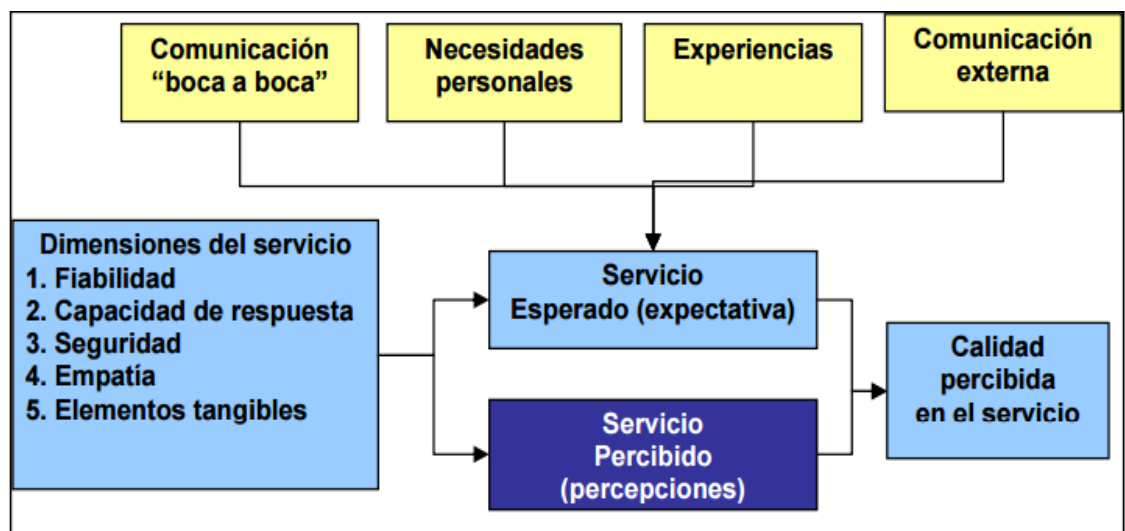 Comunicación
“boca a boca”
Necesidades
personales
Experiencias
Comunicación
externa
Dimensiones del servicio
1. Fiabilidad
2. Capacidad de respuesta
3. Seguridad
4. Empatía
5. Elementos tangibles
Servicio
Esperado (expectativa)
Servicio
Percibido
(percepciones)
Calidad
percibida
en el servicio